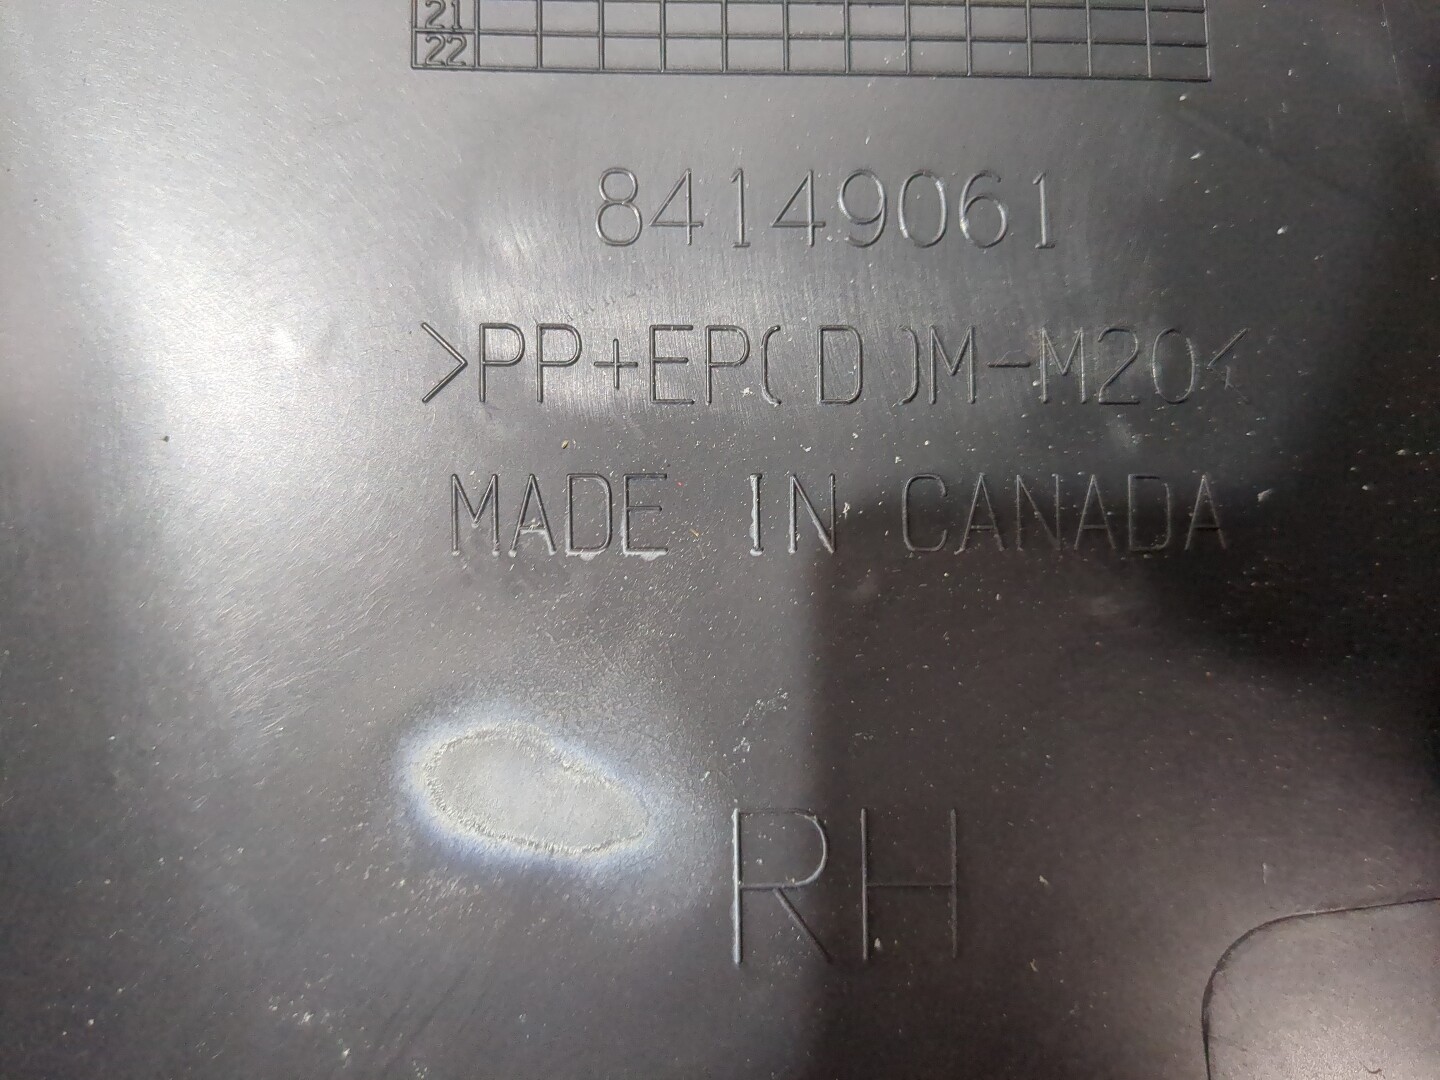 21
22
84149061
>PP+EP(D)M-M20<
MADE IN CANADA
RH